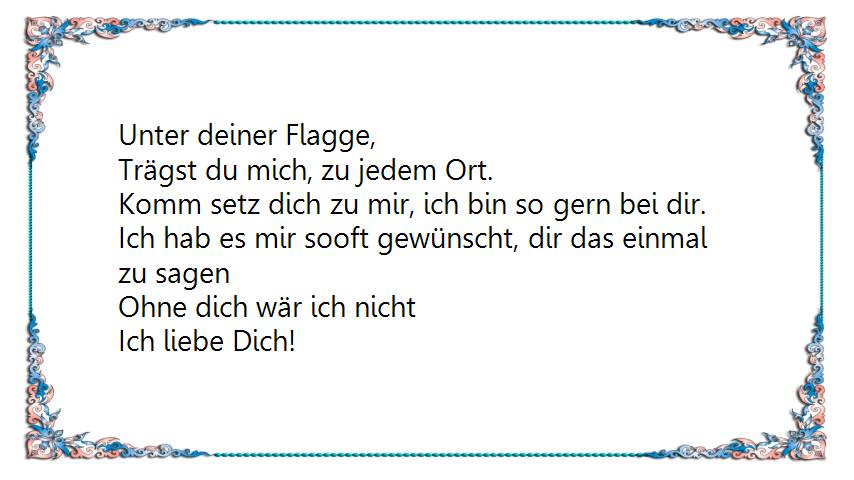 Unter deiner Flagge,
Trägst du mich, zu jedem Ort.
Komm setz dich zu mir, ich bin so gern bei dir.
Ich hab es mir sooft gewünscht, dir das einmal
zu sagen
Ohne dich wär ich nicht
Ich liebe Dich!